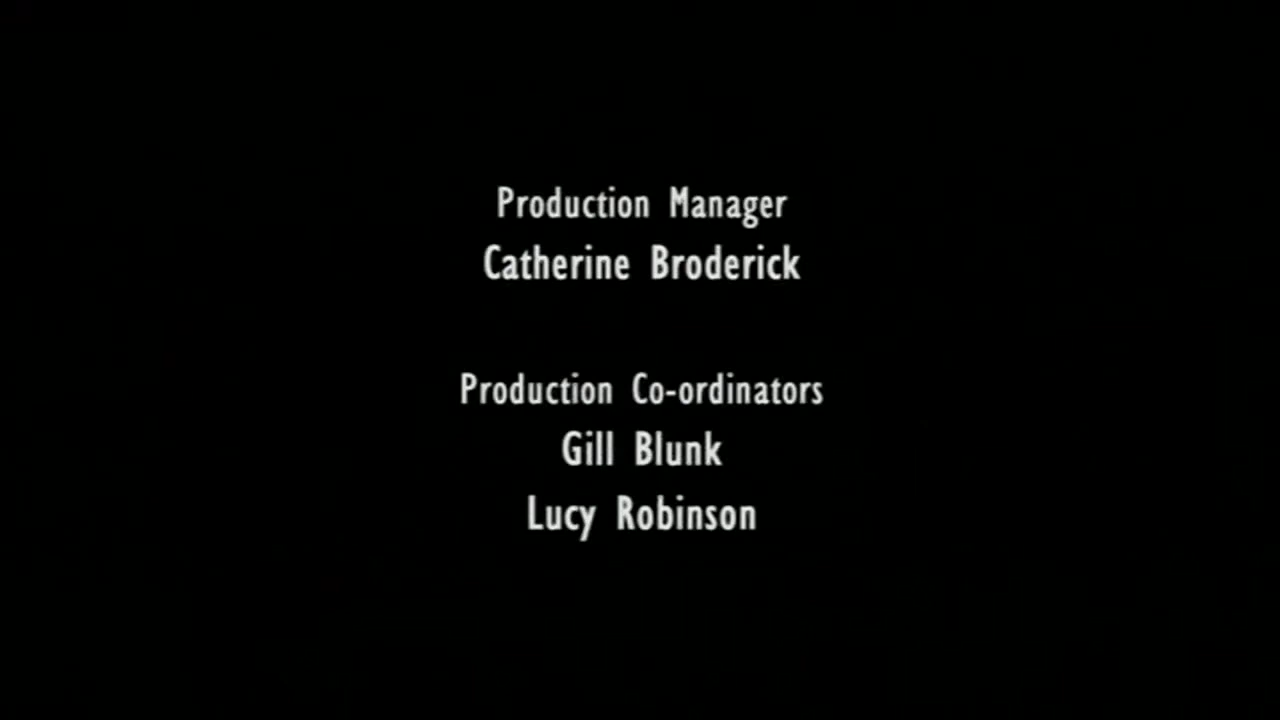 Production Manager
Catherine Broderick
Production Co-ordinators
Gill Blunk
Lucy Robinson